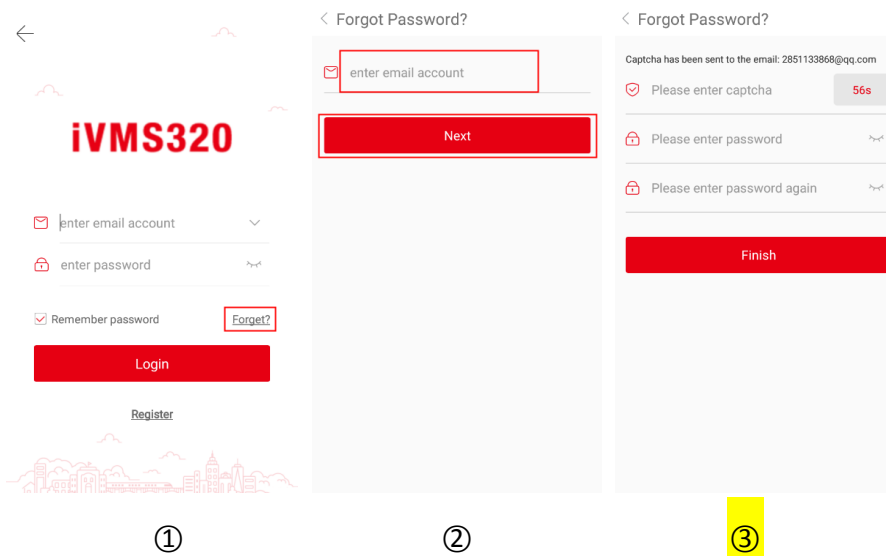 iVMS320
enter email account
enter password
Remember password
Forget?
Login
Register
①
Forgot Password?
enter email account
Next
②
Forgot Password?
Captcha has been sent to the email: 2851133868@qq.com
Please enter captcha
56s
Please enter password
Please enter password again
Finish
③